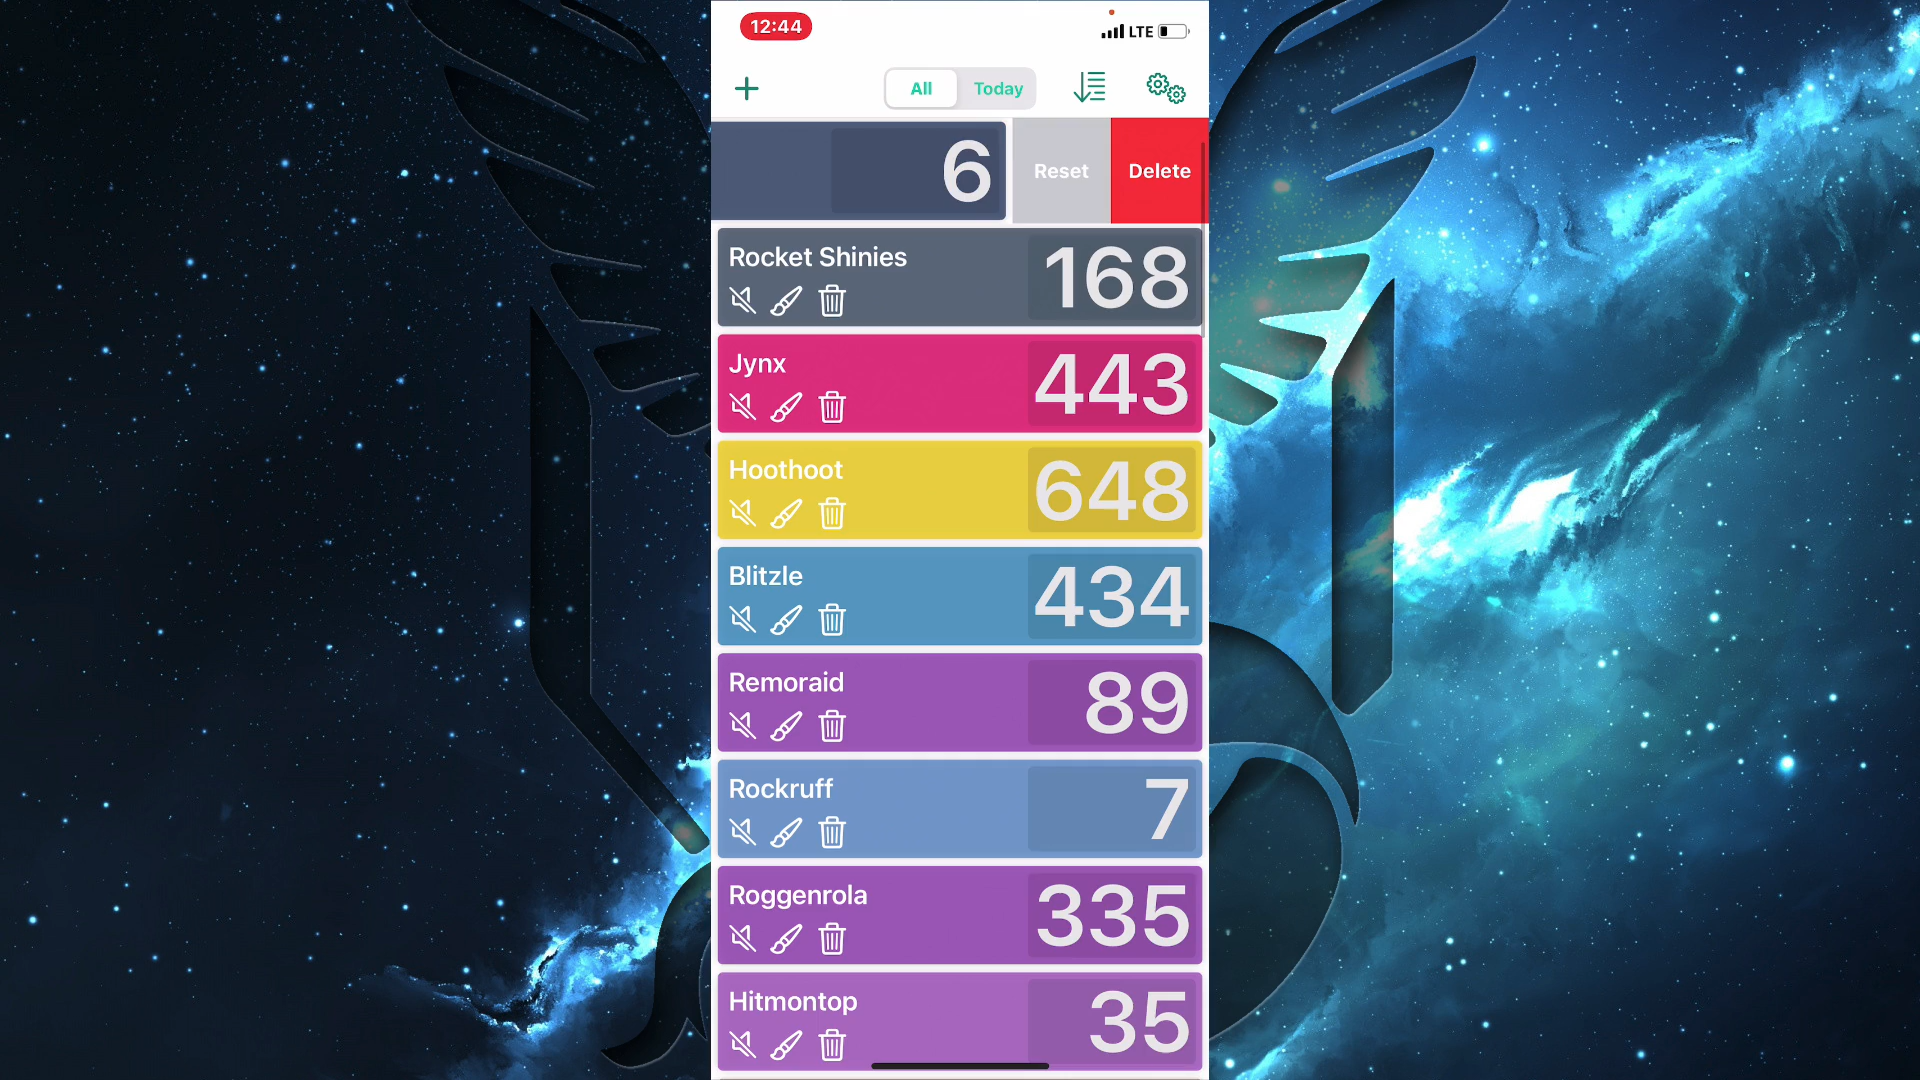 12:44
LTE
All
Today
6
Reset
Delete
Rocket Shinies
168
Jynx
443
Hoothoot
648
Blitzle
434
Remoraid
89
Rockruff
7
Roggenrola
335
Hitmontop
35